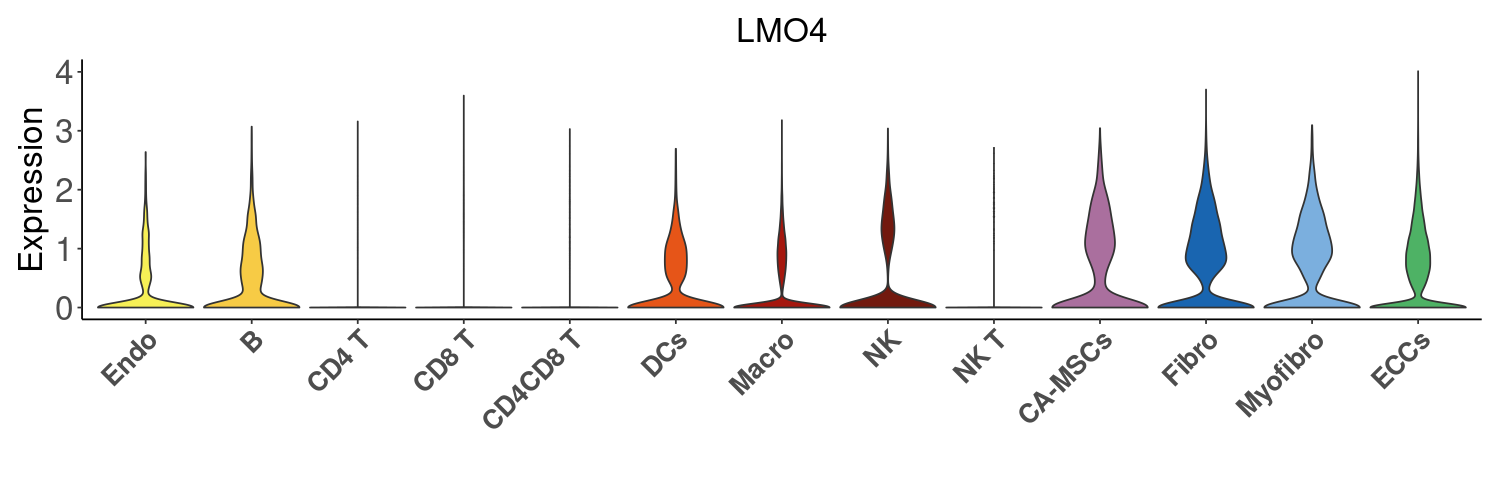 LMO4
Expression
4
3
2
1
0
Endo
B
CD4 T
CD8 T
CD4CD8 T
DCs
Macro
NK
NK T
CA-MSCs
Fibro
Myofibro
ECCs